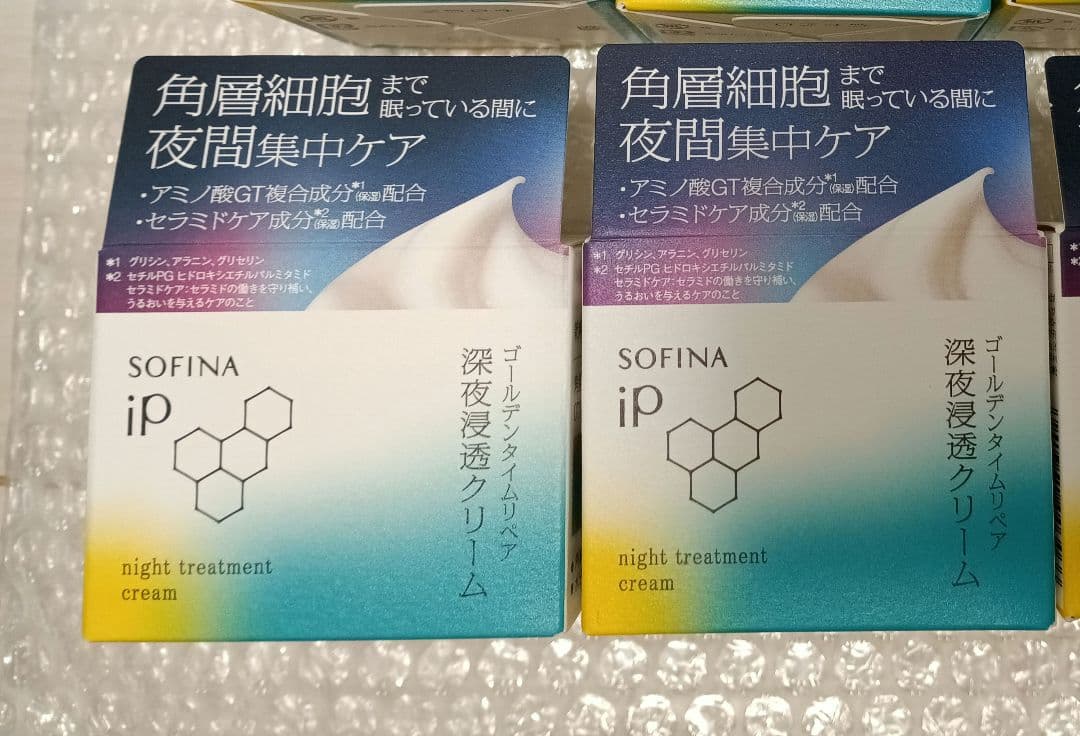 角層細胞まで
眠っている間に
夜間集中ケア
・アミノ酸GT複合成分*1(保湿)配合
・セラミドケア成分*2(保湿)配合
*1 グリシン、アラニン、グリセリン
*2 セチルPG ヒドロキシエチルパルミタミド
セラミドケア:セラミドの働きを守り補い、
うるおいを与えるケアのこと
SOFINA
iP
ゴールデンタイムリペア
深夜浸透クリーム
night treatment
cream
角層細胞まで
眠っている間に
夜間集中ケア
・アミノ酸GT複合成分*1(保湿)配合
・セラミドケア成分*2(保湿)配合
*1 グリシン、アラニン、グリセリン
*2 セチルPG ヒドロキシエチルパルミタミド
セラミドケア:セラミドの働きを守り補い、
うるおいを与えるケアのこと
SOFINA
iP
ゴールデンタイムリペア
深夜浸透クリーム
night treatment
cream